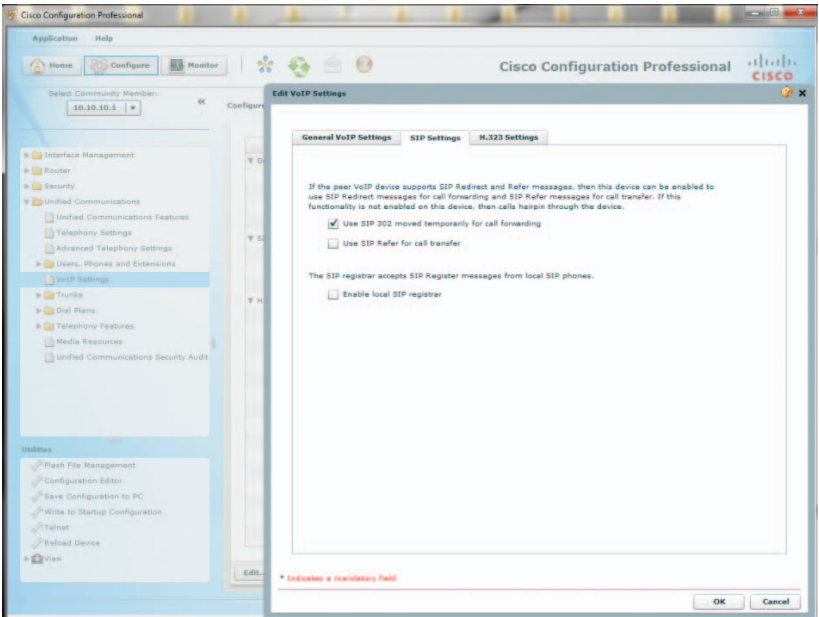 Cisco Configuration Professional
Application Help
Home Configure Monitor
Cisco Configuration Professional
CISCO
Select Community Member:
10.10.10.1
«
Configure
Interface Management
Router
Security
Unified Communications
Unified Communications Features
Telephony Settings
Advanced Telephony Settings
Users, Phones and Extensions
VoIP Settings
Trunks
Dial Plans
Telephony Features
Media Resources
Unified Communications Security Audit
Utilities
Flash File Management
Configuration Editor
Save Configuration to PC
Write to Startup Configuration
Telnet
Reload Device
View
G
SI
H
Edit...
Edit VoIP Settings
General VoIP Settings SIP Settings H.323 Settings
If the peer VoIP device supports SIP Redirect and Refer messages, then this device can be enabled to
use SIP Redirect messages for call forwarding and SIP Refer messages for call transfer. If this
functionality is not enabled on this device, then calls hairpin through the device.
Use SIP 302 moved temporarily for call forwarding
Use SIP Refer for call transfer
The SIP registrar accepts SIP Register messages from local SIP phones.
Enable local SIP registrar
* Indicates a mandatory field
OK Cancel